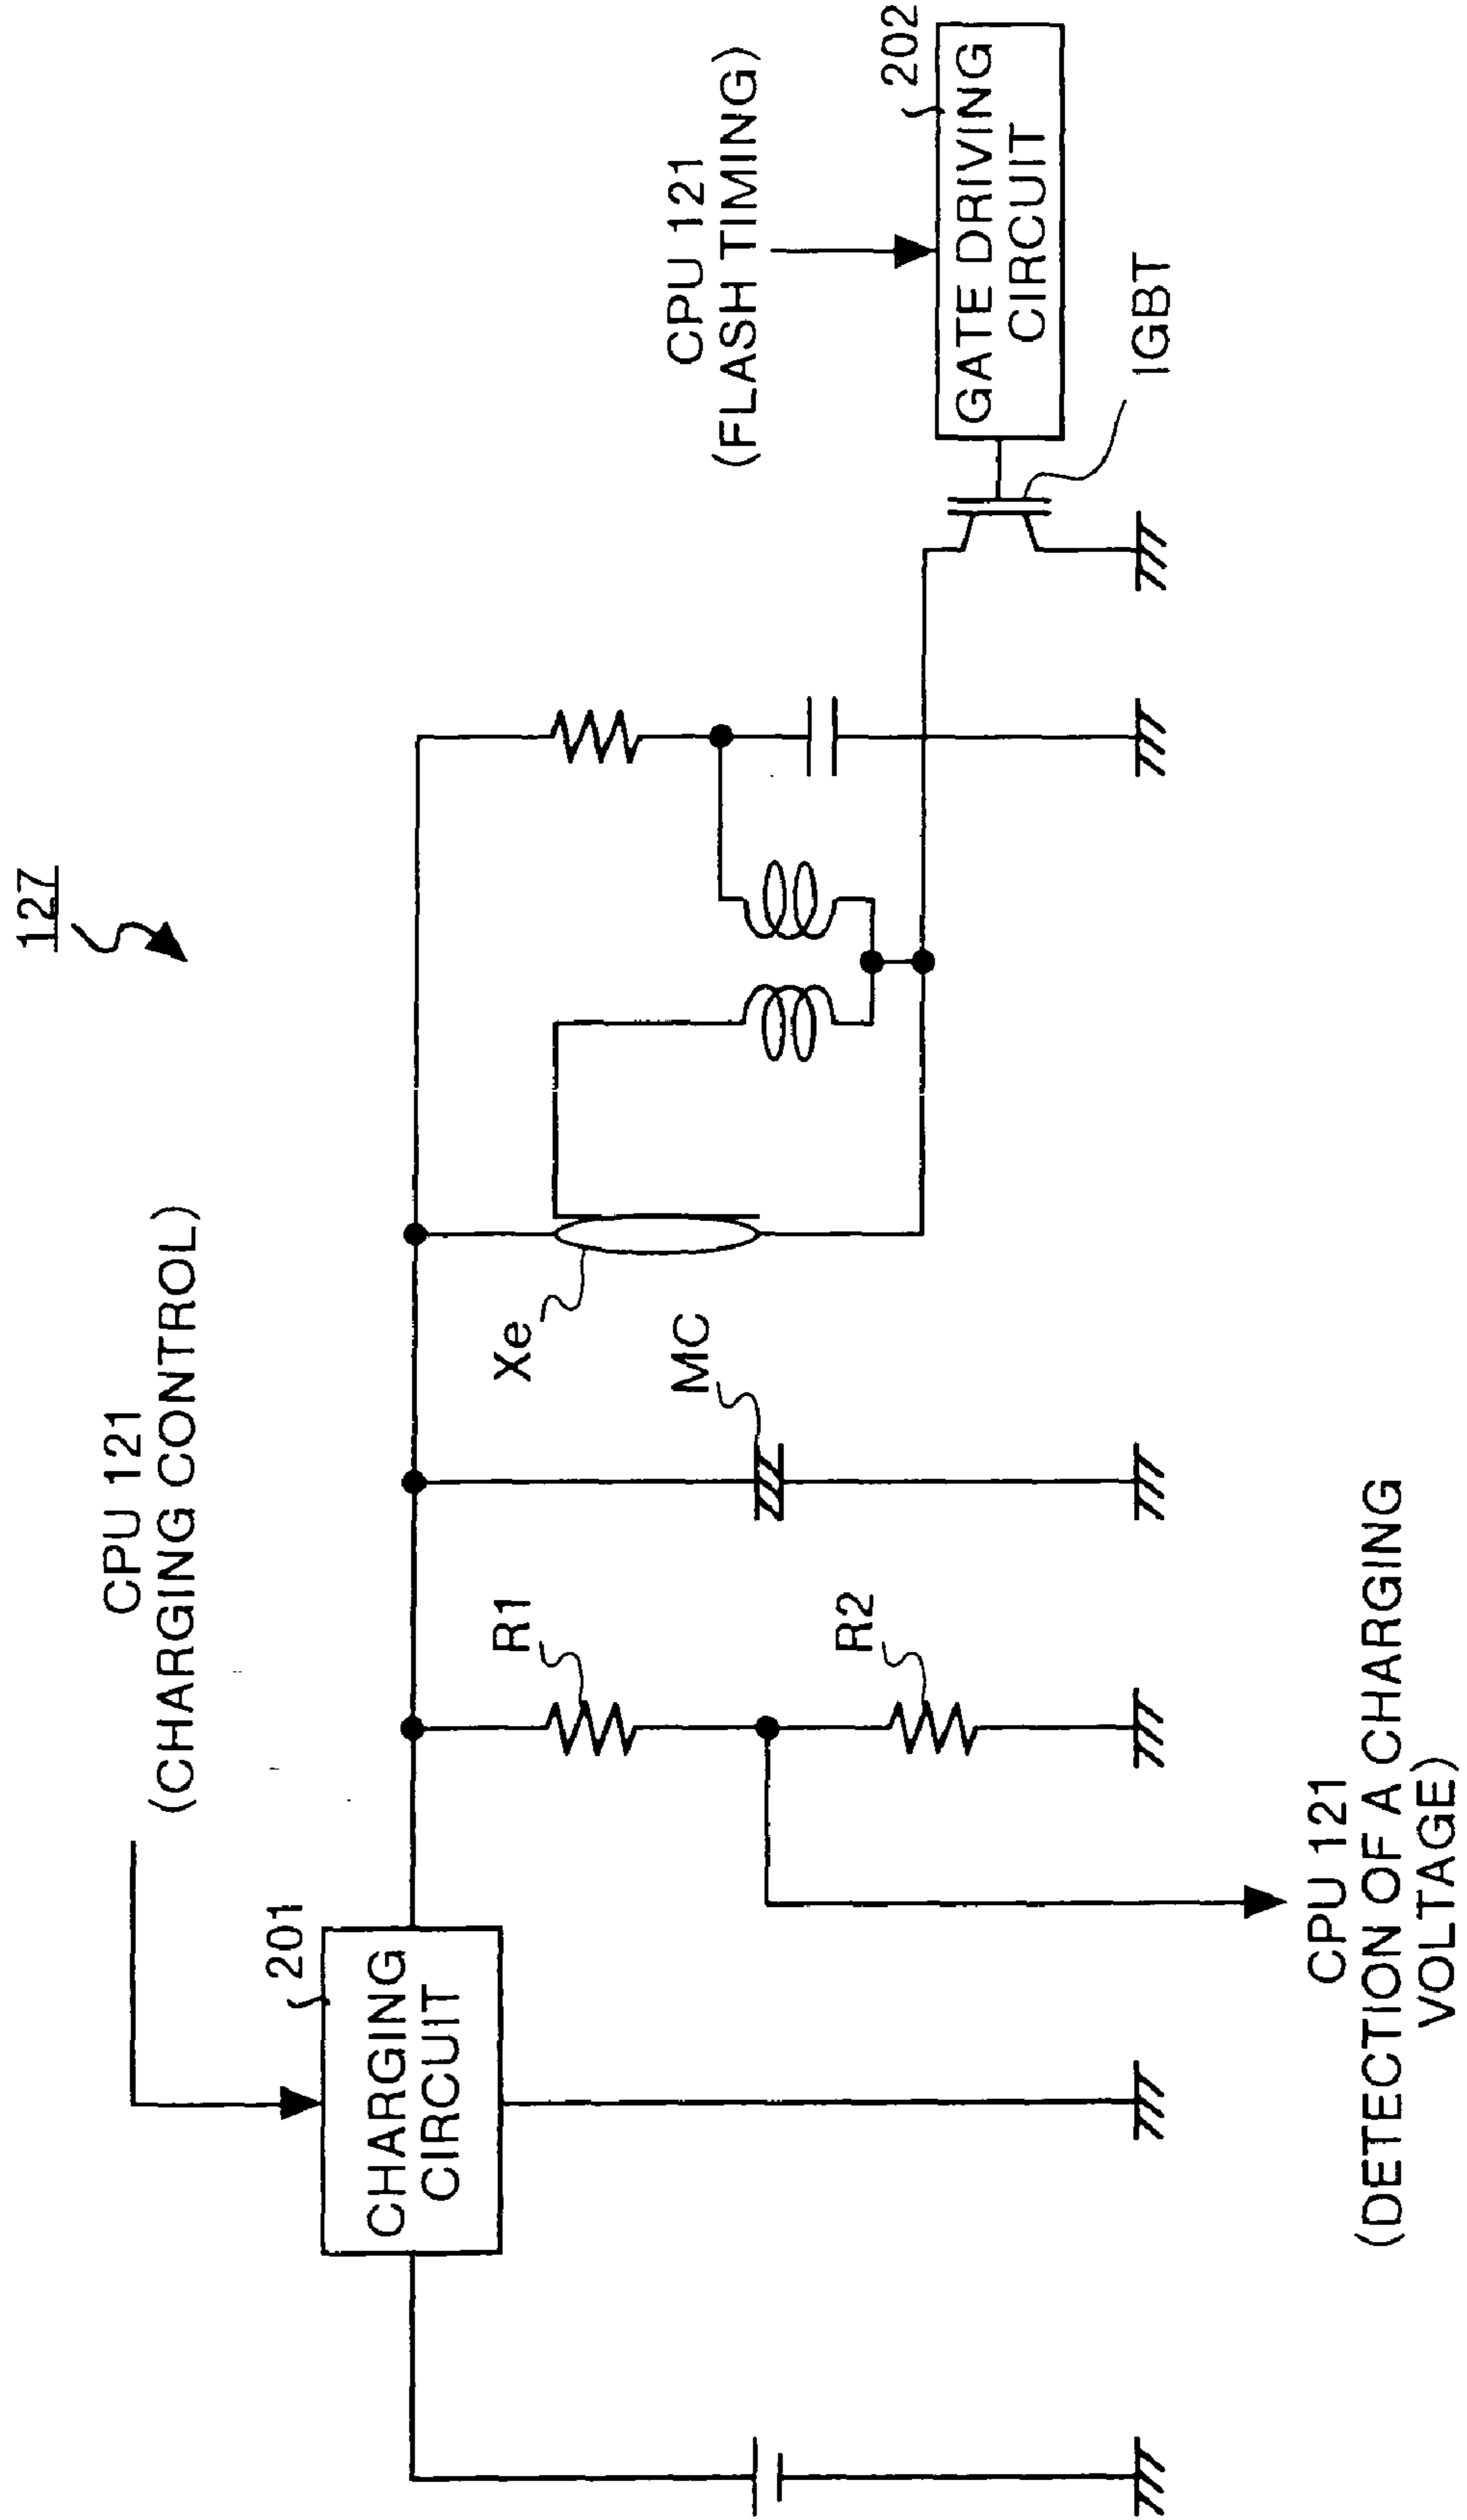 127
CPU 121
(CHARGING CONTROL)
201
CHARGING
CIRCUIT
R1
R2
MC
Xe
CPU 121
(FLASH TIMING)
202
GATE DRIVING
CIRCUIT
IGBT
CPU 121
(DETECTION OF A CHARGING
VOLTAGE)